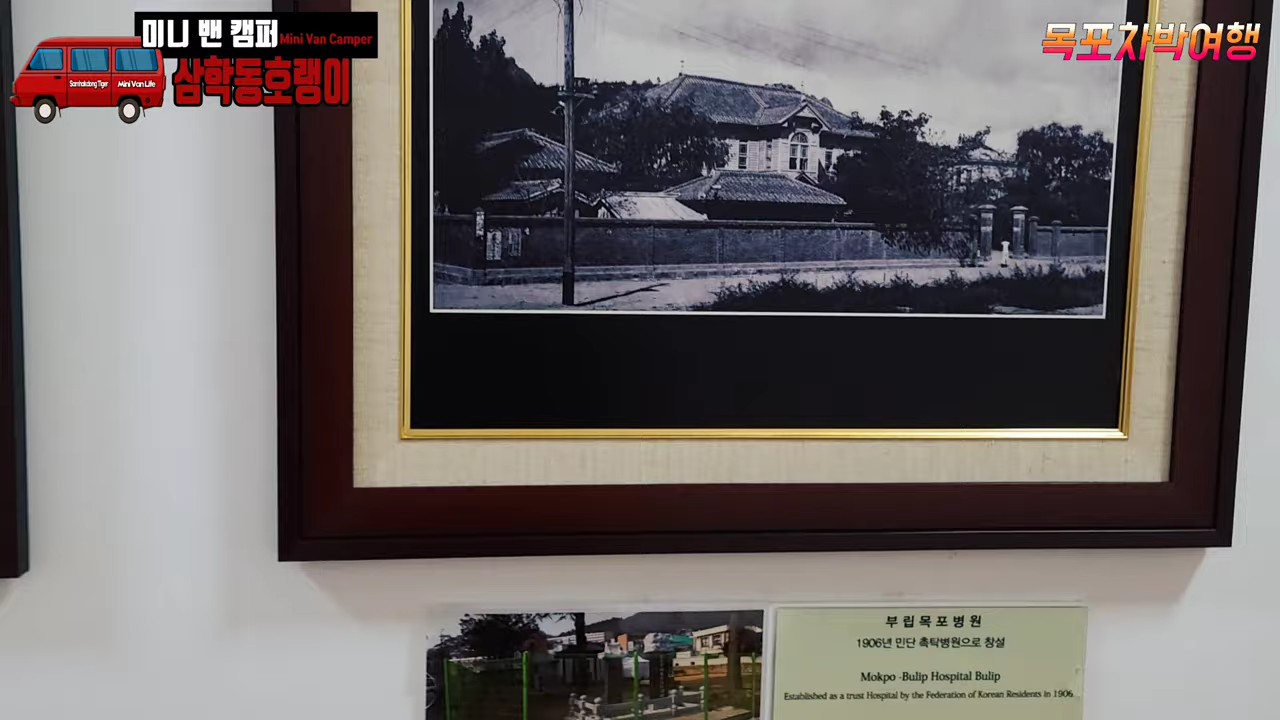 미니 밴 캠퍼 Mini Van Camper
삼학동호랭이
Samhakdong Tiger Mini Van Life
목포차박여행
부 립 목 포 병 원
1906년 민단 촉탁병원으로 창설
Mokpo -Bulip Hospital Bulip
Established as a trust Hospital by the Federation of Korean Residents in 1906.